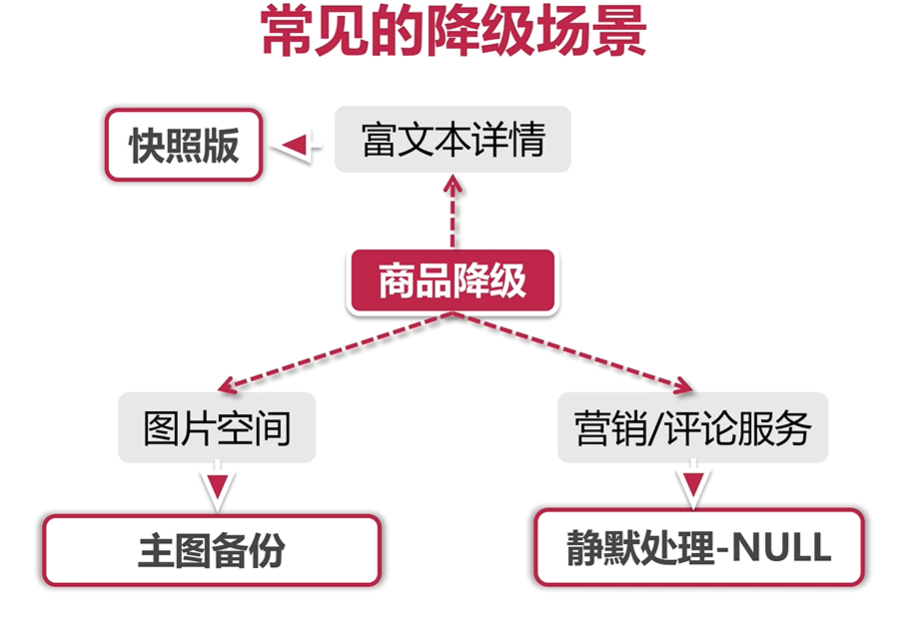 常见的降级场景
快照版
富文本详情
商品降级
图片空间
营销/评论服务
主图备份
静默处理-NULL